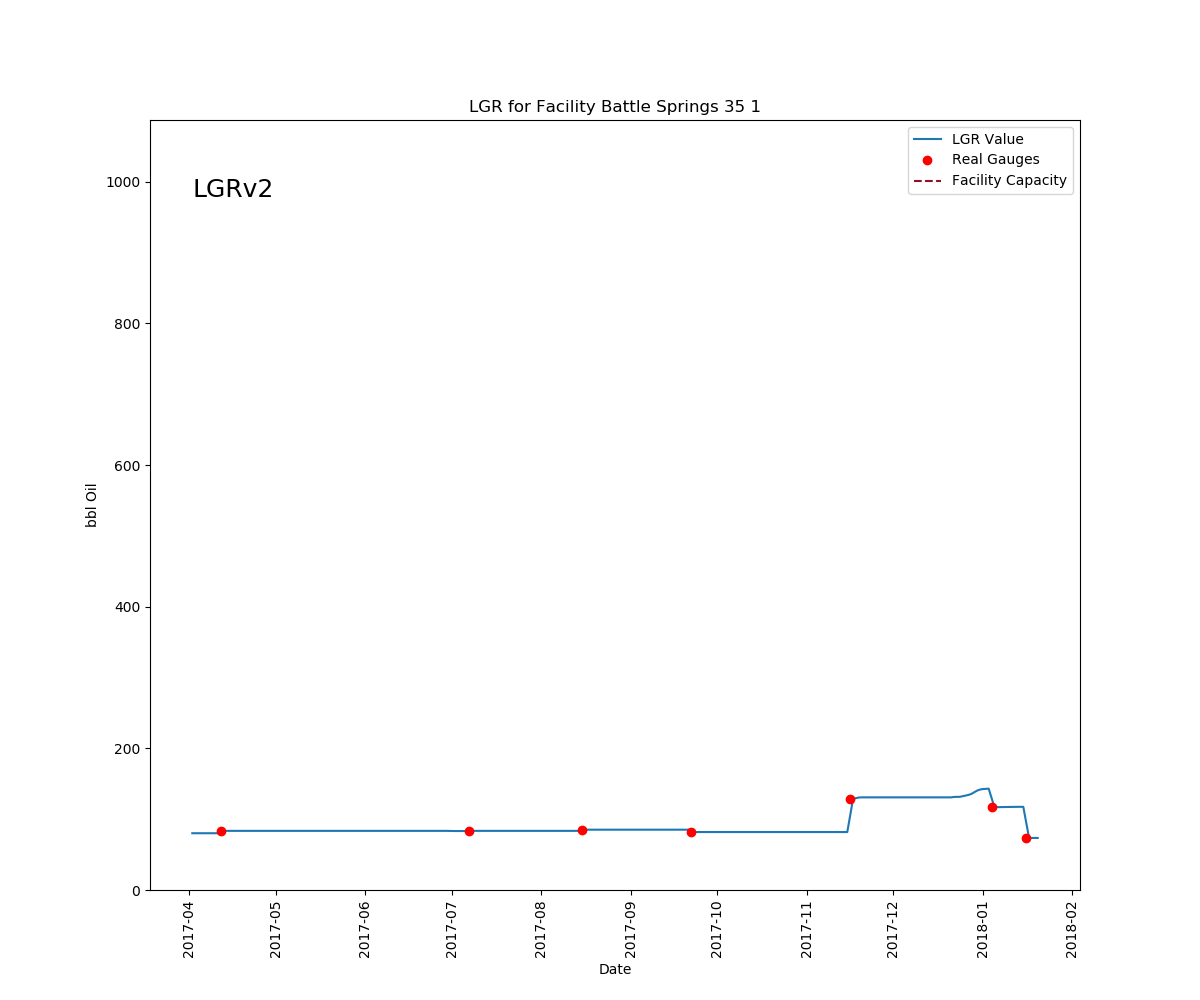 LGR for Facility Battle Springs 35 1
LGR Value
Real Gauges
Facility Capacity
LGRv2
1000
800
600
400
200
0
bbl Oil
2017-04
2017-05
2017-06
2017-07
2017-08
2017-09
2017-10
2017-11
2017-12
2018-01
2018-02
Date